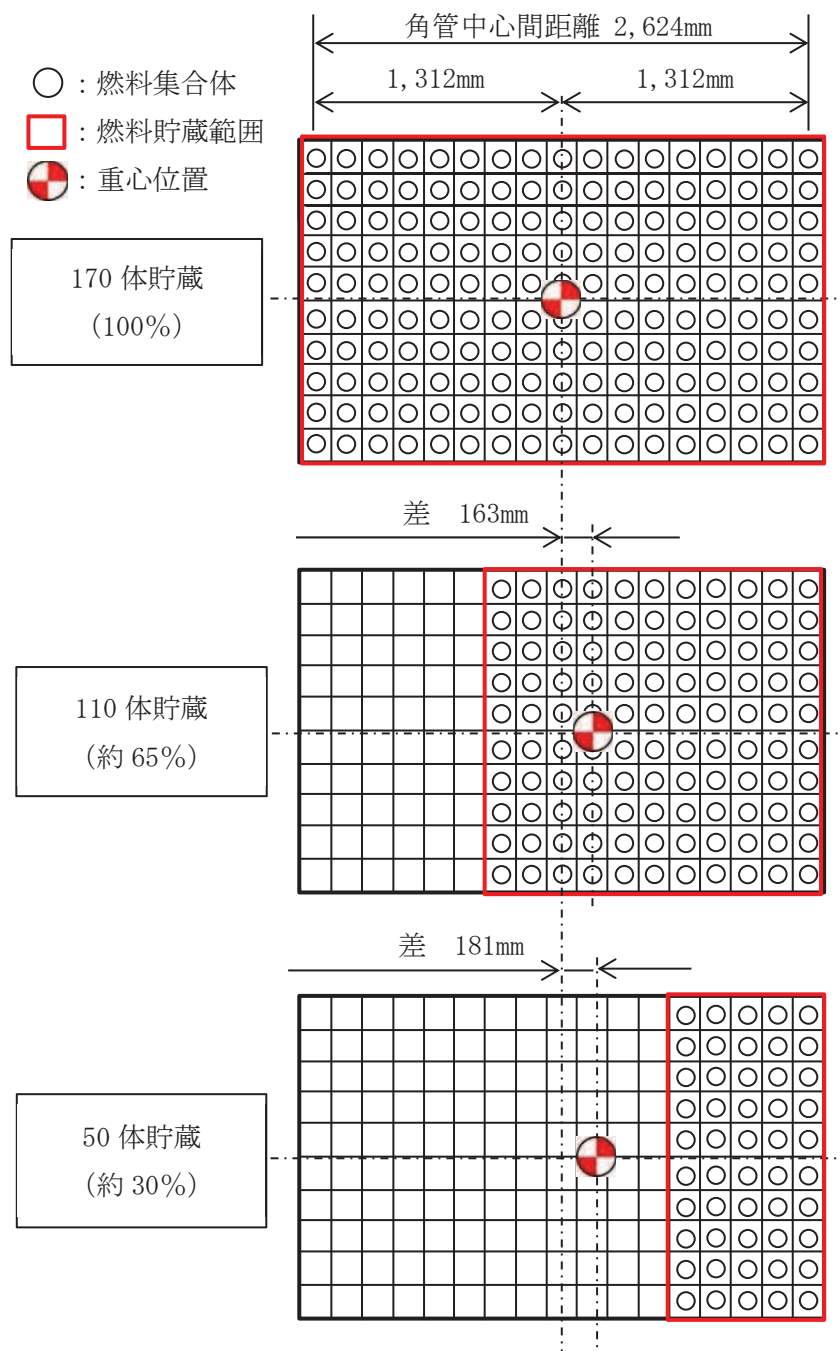 角管中心間距離 2,624mm
1,312mm
1,312mm
:燃料集合体
:燃料貯蔵範囲
:重心位置
170 体貯蔵
(100%)
差 163mm
110 体貯蔵
(約 65%)
差 181mm
50 体貯蔵
(約 30%)